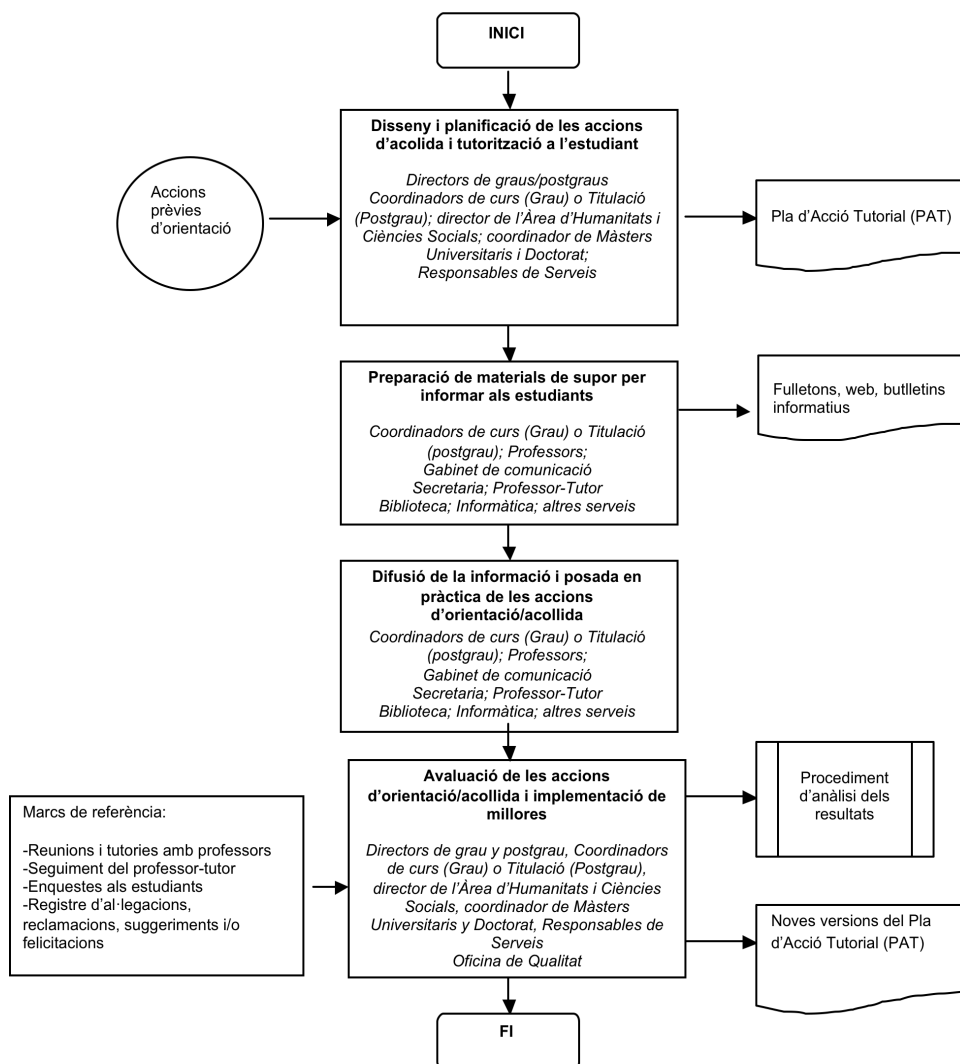 INICI
Disseny i planificació de les accions
d'acolida i tutorització a l'estudiant
Directors de graus/postgraus
Coordinadors de curs (Grau) o Titulació
(Postgrau); director de l'Àrea d'Humanitats i
Ciències Socials; coordinador de Màsters
Universitaris i Doctorat;
Responsables de Serveis
Accions
prèvies
d'orientació
Pla d'Acció Tutorial (PAT)
Preparació de materials de supor per
informar als estudiants
Coordinadors de curs (Grau) o Titulació
(postgrau); Professors;
Gabinet de comunicació
Secretaria; Professor-Tutor
Biblioteca; Informàtica; altres serveis
Fulletons, web, butlletins
informatius
Difusió de la informació i posada en
pràctica de les accions
d'orientació/acollida
Coordinadors de curs (Grau) o Titulació
(postgrau); Professors;
Gabinet de comunicació
Secretaria; Professor-Tutor
Biblioteca; Informàtica; altres serveis
Avaluació de les accions
d'orientació/acollida i implementació de
millores
Directors de grau y postgrau, Coordinadors
de curs (Grau) o Titulació (Postgrau),
director de l'Àrea d'Humanitats i Ciències
Socials, coordinador de Màsters
Universitaris y Doctorat, Responsables de
Serveis
Oficina de Qualitat
Procediment
d'anàlisi dels
resultats
Marcs de referència:
-Reunions i tutories amb professors
-Seguiment del professor-tutor
-Enquestes als estudiants
-Registre d'al·legacions,
reclamacions, suggeriments i/o
felicitacions
Noves versions del Pla
d'Acció Tutorial (PAT)
FI